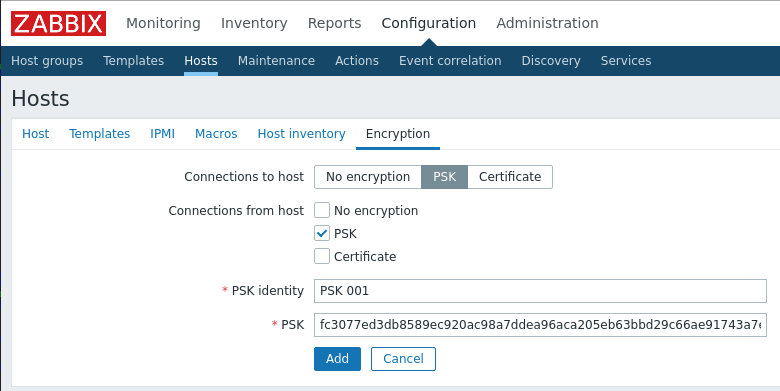 ZABBIX Monitoring Inventory Reports Configuration Administration
Host groups Templates Hosts Maintenance Actions Event correlation Discovery Services
Hosts
Host Templates IPMI Macros Host inventory Encryption
Connections to host No encryption PSK Certificate
Connections from host No encryption
PSK
Certificate
* PSK identity PSK 001
* PSK fc3077ed3db8589ec920ac98a7ddea96aca205eb63bbd29c66ae91743a7e
Add Cancel